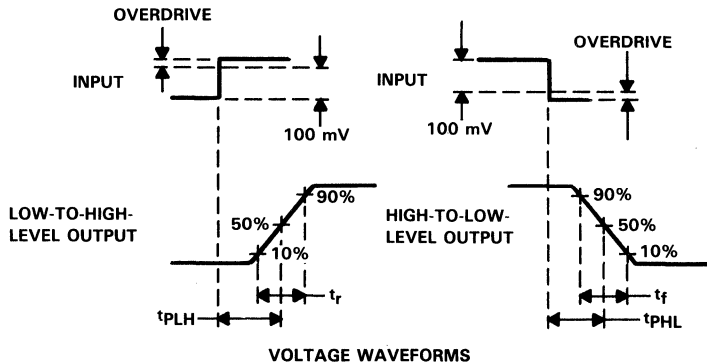 OVERDRIVE
INPUT
100 mV
OVERDRIVE
INPUT
100 mV
LOW-TO-HIGH-
LEVEL OUTPUT
90%
50%
10%
tr
tPLH
HIGH-TO-LOW-
LEVEL OUTPUT
90%
50%
10%
tf
tPHL
VOLTAGE WAVEFORMS